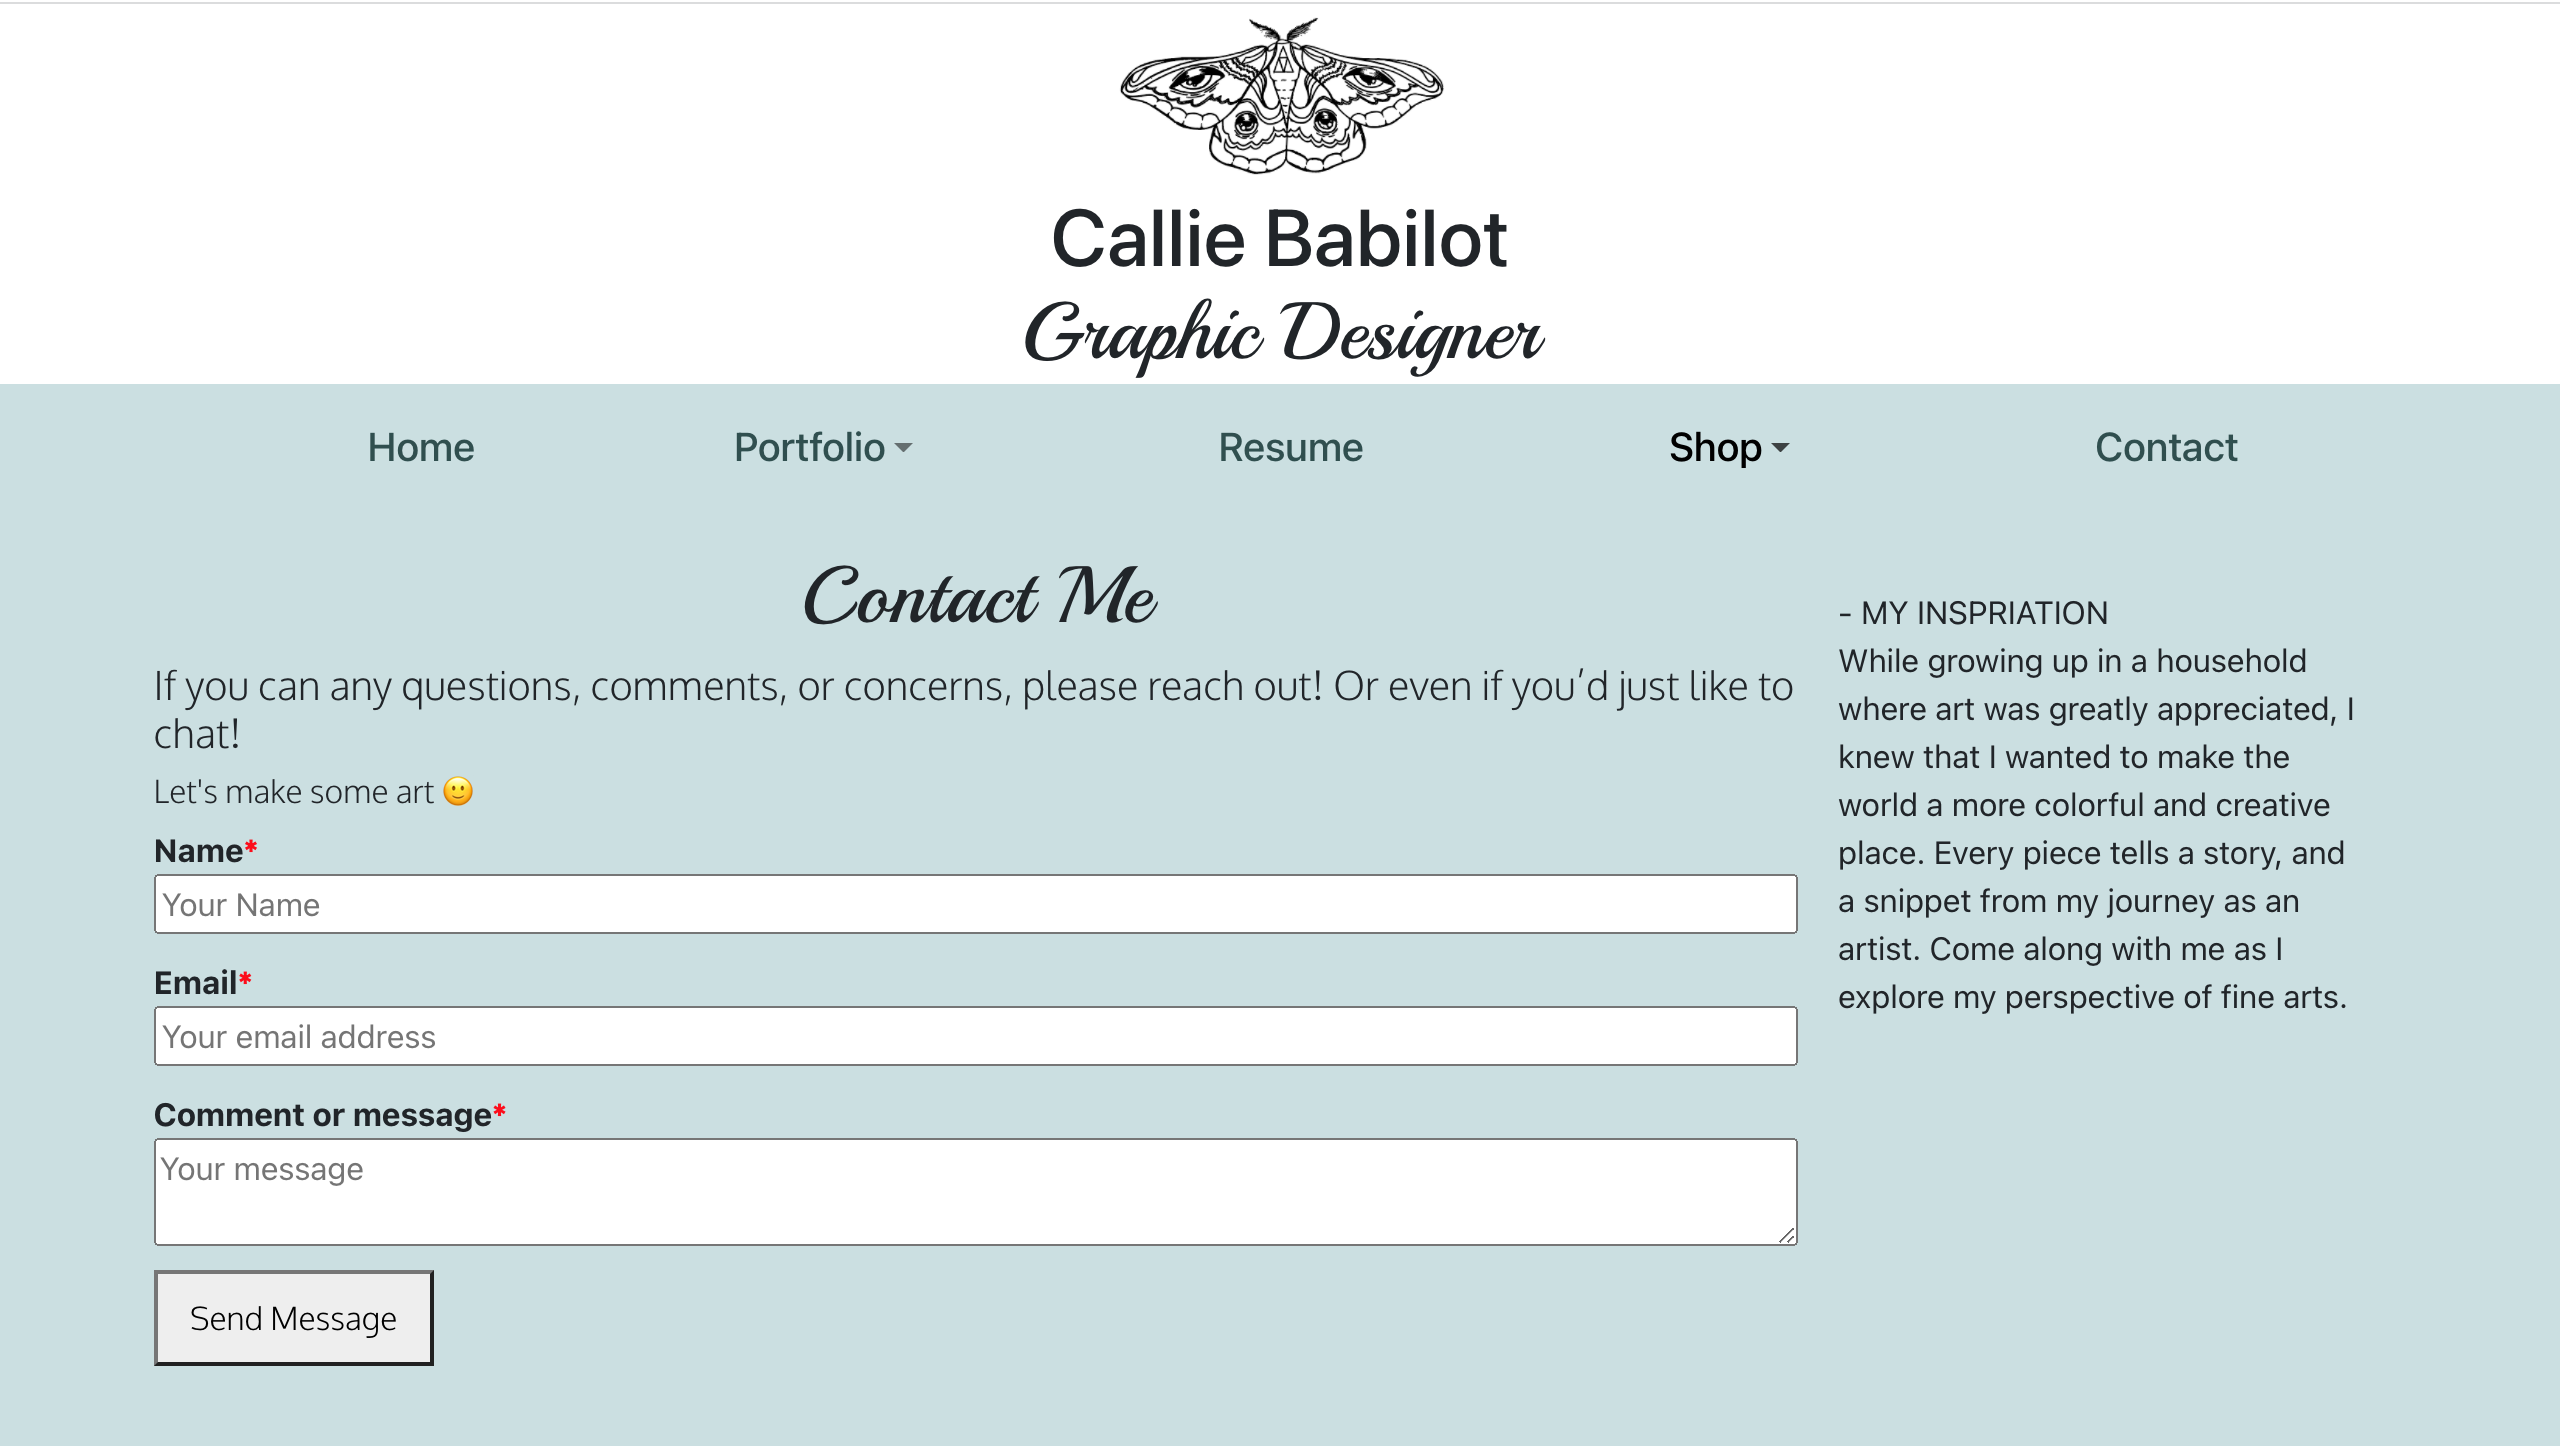 Callie Babilot
Graphic Designer
Home
Portfolio
Resume
Shop
Contact
Contact Me
If you can any questions, comments, or concerns, please reach out! Or even if you’d just like to
chat!
Let's make some art 🙂
Name*
Your Name
Email*
Your email address
Comment or message*
Your message
Send Message
- MY INSPRIATION
While growing up in a household
where art was greatly appreciated, I
knew that I wanted to make the
world a more colorful and creative
place. Every piece tells a story, and
a snippet from my journey as an
artist. Come along with me as I
explore my perspective of fine arts.